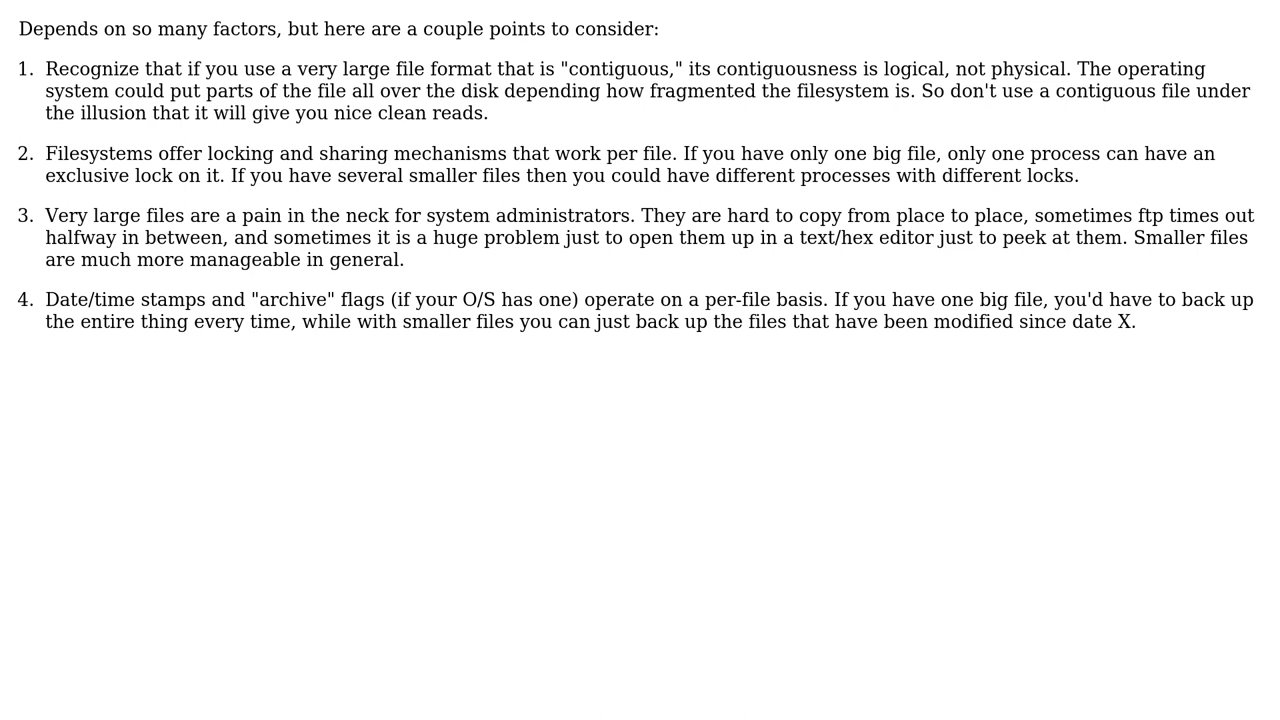 Depends on so many factors, but here are a couple points to consider:
1. Recognize that if you use a very large file format that is "contiguous," its contiguousness is logical, not physical. The operating
system could put parts of the file all over the disk depending how fragmented the filesystem is. So don't use a contiguous file under
the illusion that it will give you nice clean reads.
2. Filesystems offer locking and sharing mechanisms that work per file. If you have only one big file, only one process can have an
exclusive lock on it. If you have several smaller files then you could have different processes with different locks.
3. Very large files are a pain in the neck for system administrators. They are hard to copy from place to place, sometimes ftp times out
halfway in between, and sometimes it is a huge problem just to open them up in a text/hex editor just to peek at them. Smaller files
are much more manageable in general.
4. Date/time stamps and "archive" flags (if your O/S has one) operate on a per-file basis. If you have one big file, you'd have to back up
the entire thing every time, while with smaller files you can just back up the files that have been modified since date X.